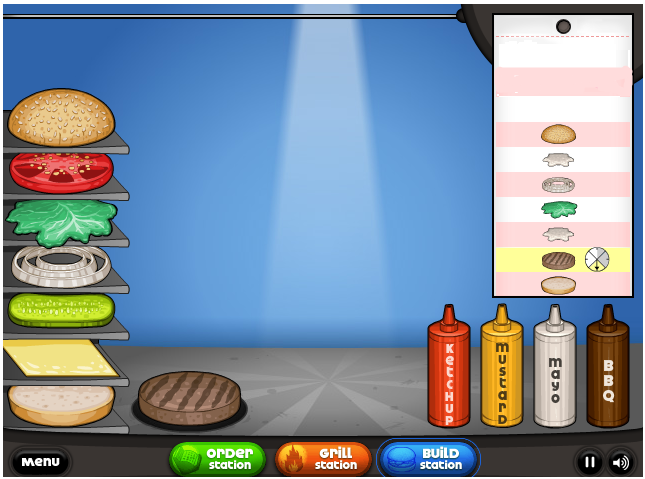 Ketchup
Mustard
Mayo
BBQ
Menu
Order
Station
Grill
Station
Build
Station